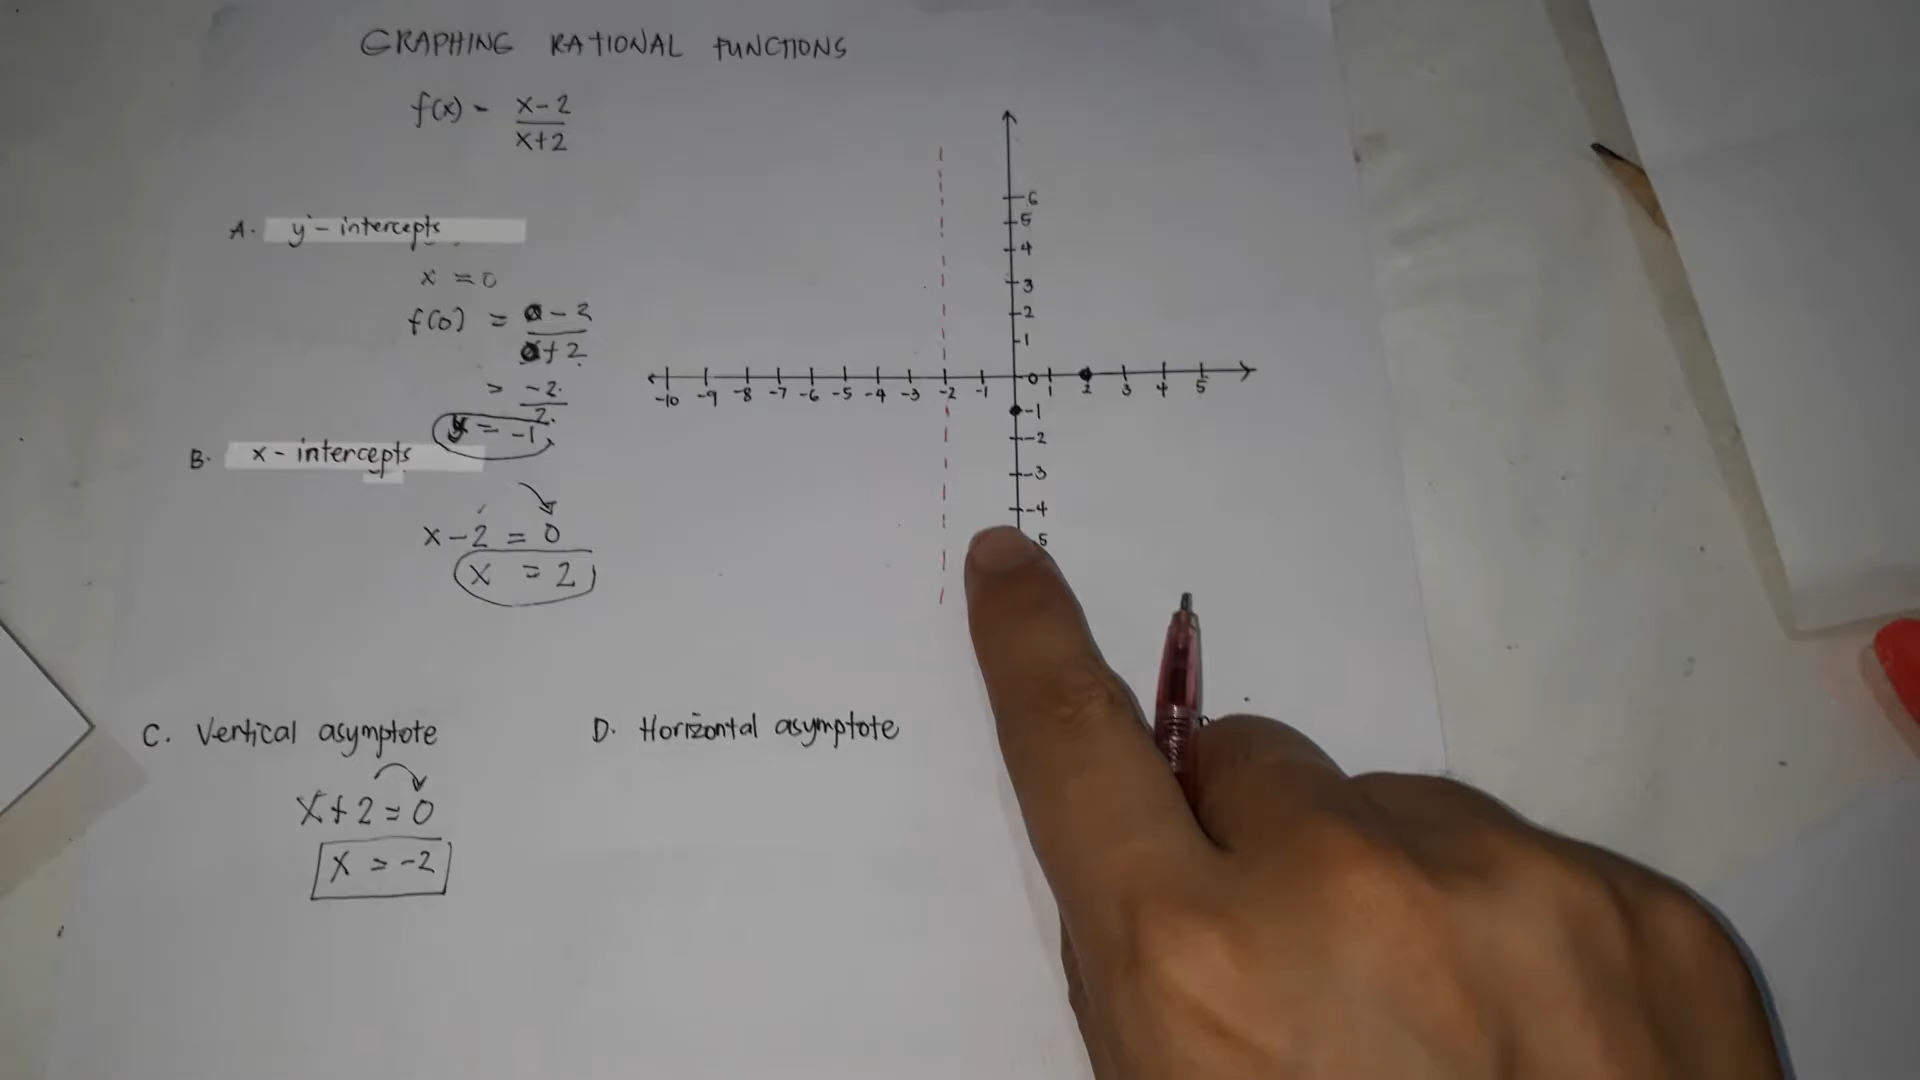 GRAPHING RATIONAL FUNCTIONS
f(x) - x-2
x+2
A. y - intercepts
x = 0
f(0) = 0-2
0+2
= -2
2
y = -1
B. x - intercepts
x-2 = 0
x = 2
6
5
4
3
2
1
-10 -9 -8 -7 -6 -5 -4 -3 -2 -1 0 1 2 3 4 5
-1
-2
-3
-4
5
C. Vertical asymptote
x+2=0
x = -2
D. Horizontal asymptote